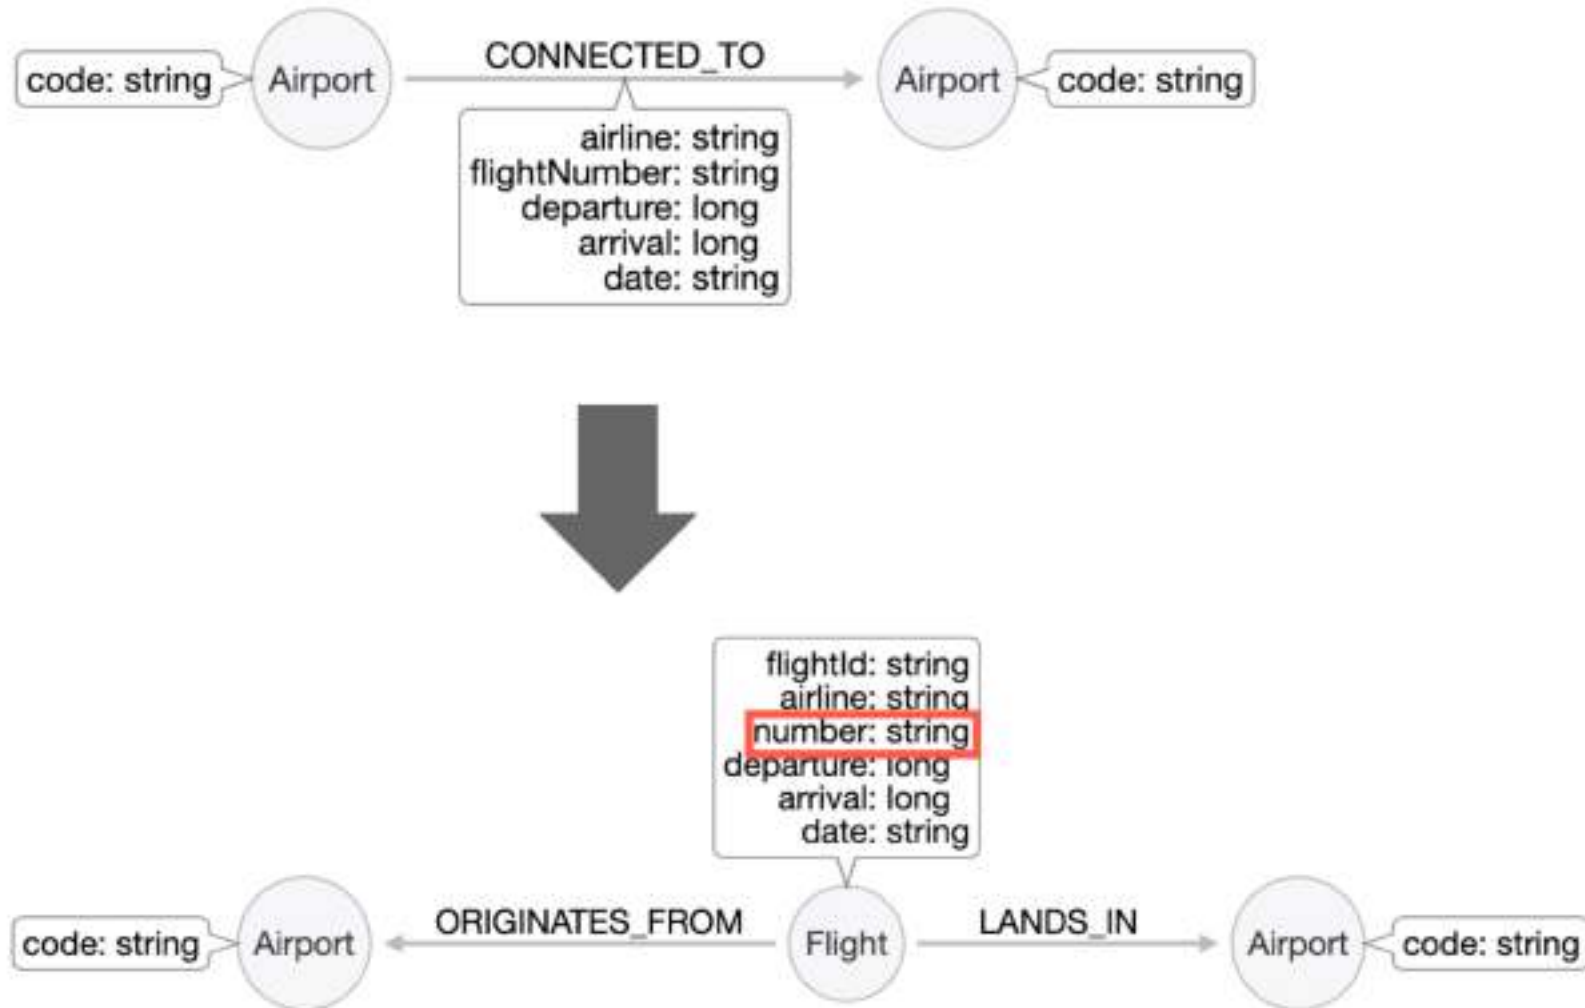 CONNECTED_TO
code: string
Airport
Airport
code: string
airline: string
flightNumber: string
departure: long
arrival: long
date: string
flightId: string
airline: string
number: string
departure: long
arrival: long
date: string
ORIGINATES_FROM
LANDS_IN
code: string
Airport
Flight
Airport
code: string